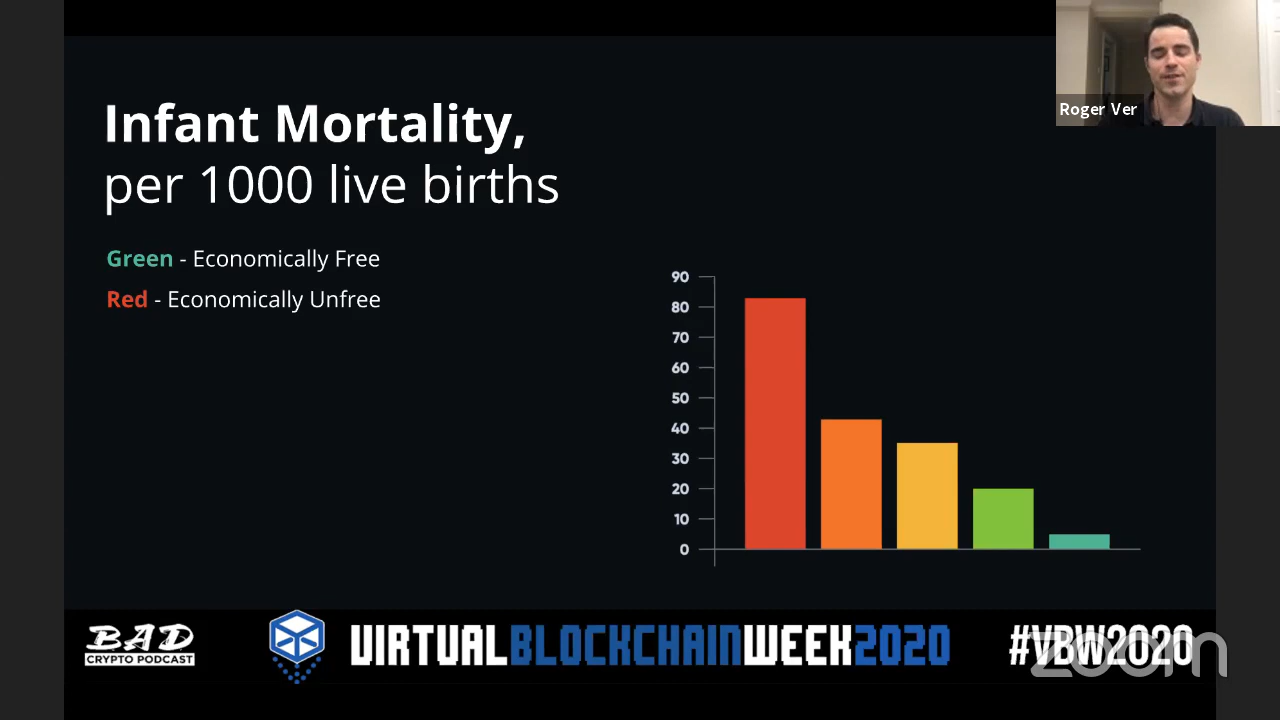 Roger Ver
Infant Mortality,
per 1000 live births
Green - Economically Free
Red - Economically Unfree
90
80
70
60
50
40
30
20
10
0
BAD
CRYPTO PODCAST
VIRTUALBLOCKCHAINWEEK2020
#VBW2020
zoom